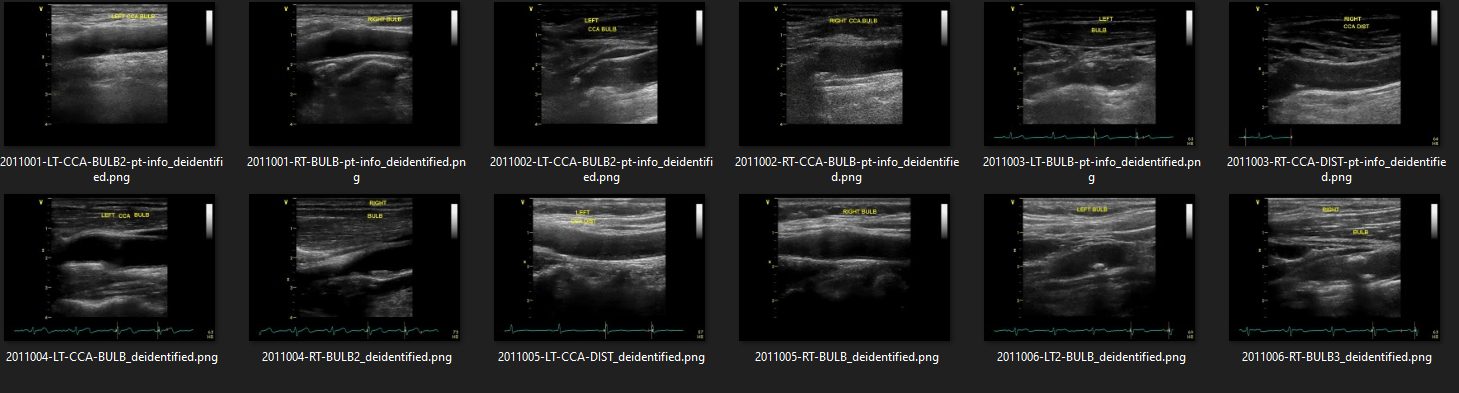 LEFT CCA BULB
RIGHT BULB
LEFT
CCA BULB
RIGHT CCA BULB
LEFT
BULB
RIGHT
CCA DIST
2011001-LT-CCA-BULB2-pt-info_deidentifi
ed.png
2011001-RT-BULB-pt-info_deidentified.pn
g
2011002-LT-CCA-BULB2-pt-info_deidentifi
ed.png
2011002-RT-CCA-BULB-pt-info_deidentifie
d.png
2011003-LT-BULB-pt-info_deidentified.pn
g
2011003-RT-CCA-DIST-pt-info_deidentifie
d.png
LEFT CCA BULB
RIGHT
BULB
LEFT
CCA DIST
RIGHT BULB
LEFT BULB
RIGHT
BULB
2011004-LT-CCA-BULB_deidentified.png
2011004-RT-BULB2_deidentified.png
2011005-LT-CCA-DIST_deidentified.png
2011005-RT-BULB_deidentified.png
2011006-LT2-BULB_deidentified.png
2011006-RT-BULB3_deidentified.png